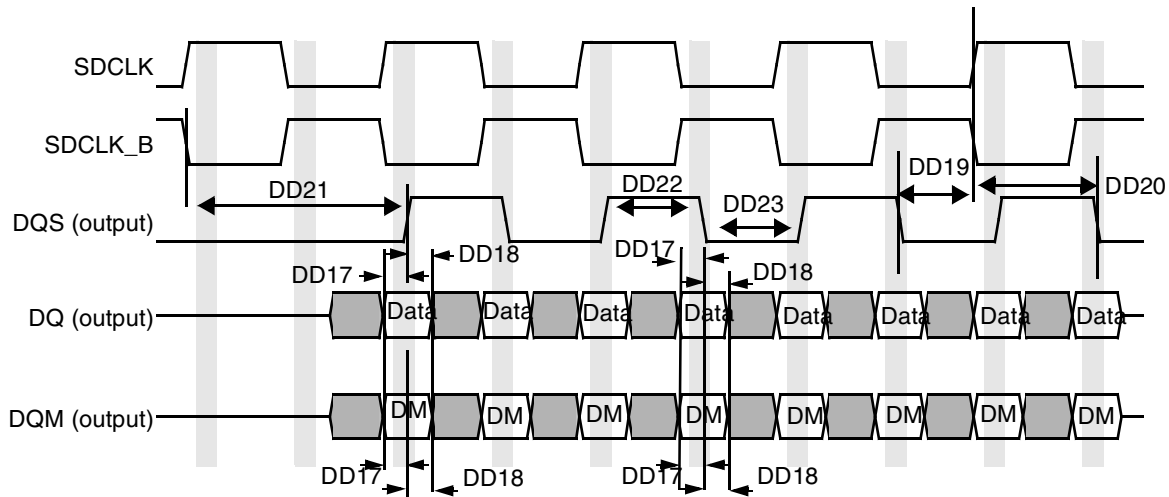 SDCLK
SDCLK_B
DD19
DD21
DD22
DD20
DQS (output)
DD23
DD18
DD17
DD17
DD18
DQ (output)
Data Data Data Data Data Data Data Data
DQM (output)
DM DM DM DM DM DM DM DM
DD17
DD18
DD17
DD18